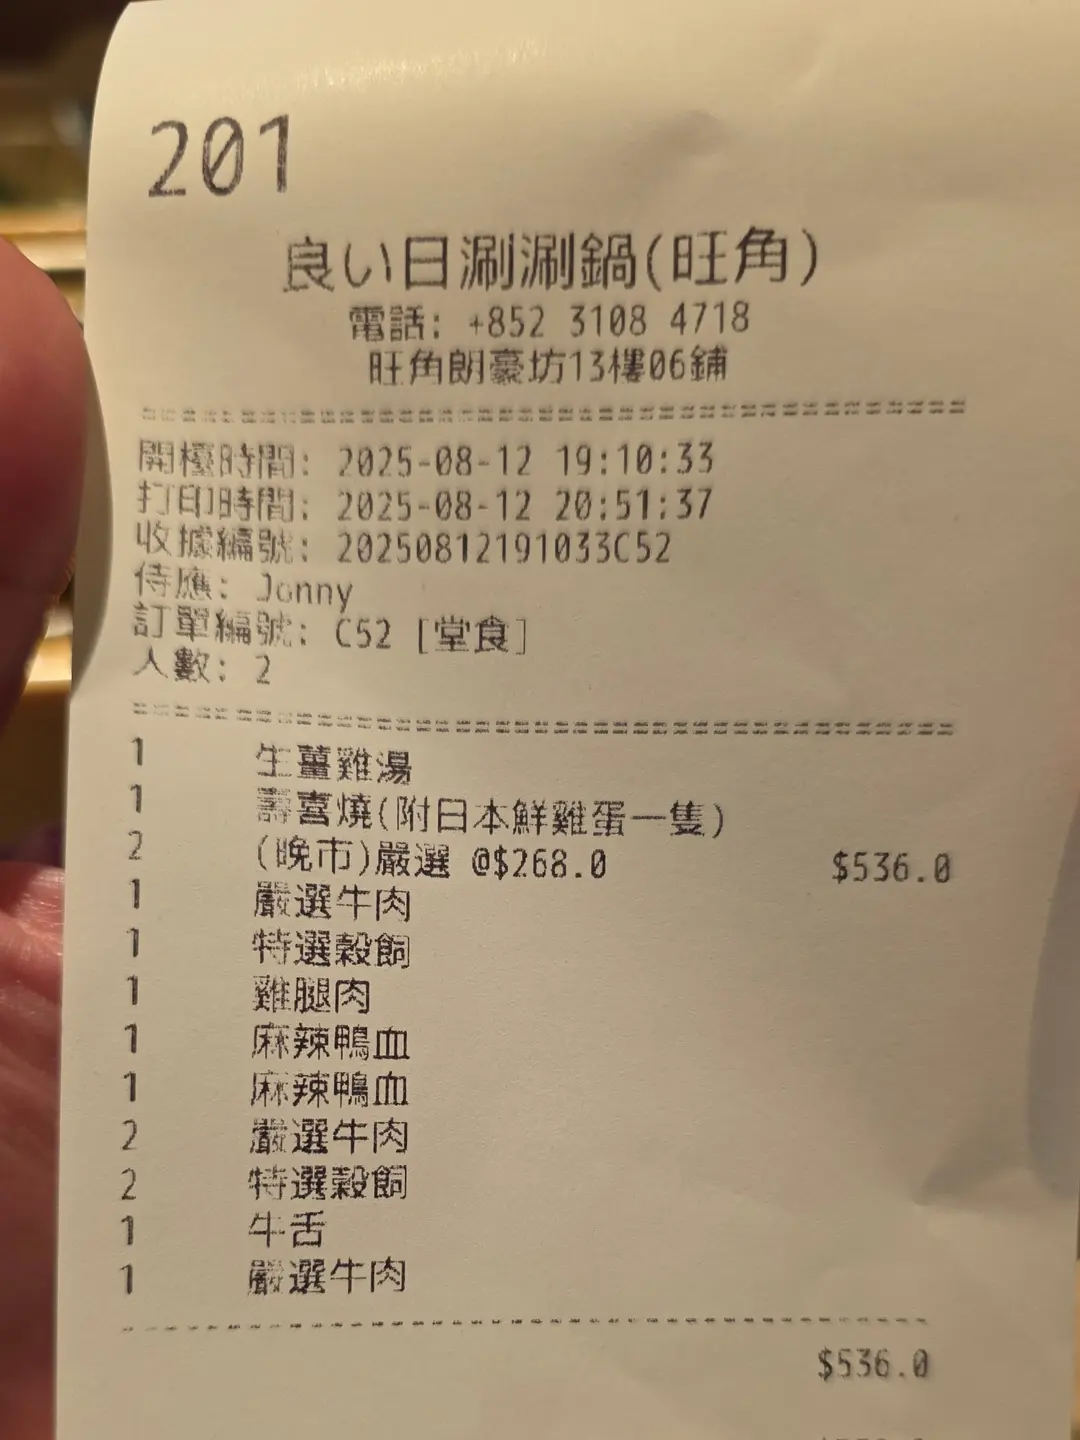 201
良い日涮涮鍋(旺角)
電話: +852 3108 4718
旺角朗豪坊13樓06鋪
開檯時間: 2025-08-12 19:10:33
打印時間: 2025-08-12 20:51:37
收據編號: 20250812191033C52
侍應: Jonny
訂單編號: C52 [堂食]
人數: 2
1 生薑雞湯
1 壽喜燒(附日本鮮雞蛋一隻)
2 (晚市)嚴選 @$268.0 $536.0
1 嚴選牛肉
1 特選穀飼
1 雞腿肉
1 麻辣鴨血
1 麻辣鴨血
2 嚴選牛肉
2 特選穀飼
1 牛舌
1 嚴選牛肉
$536.0